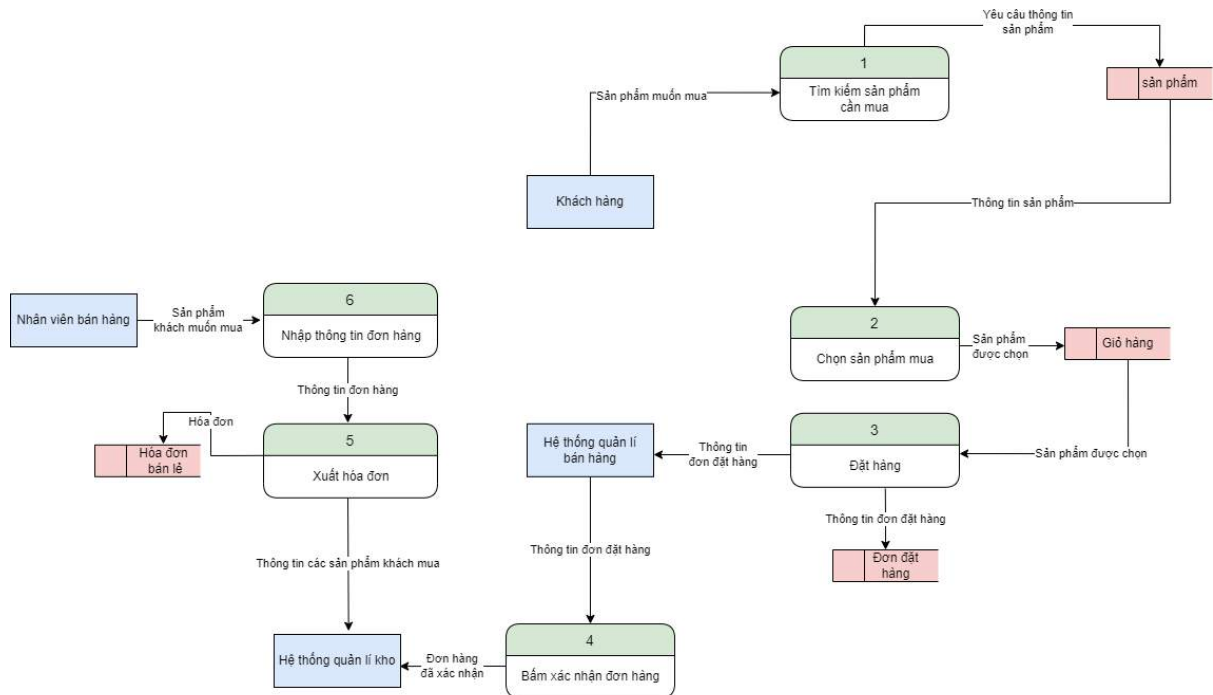 Yêu câu thông tin
sản phẩm
1
Tìm kiếm sản phẩm
cần mua
sản phẩm
Sản phẩm muốn mua
Khách hàng
Thông tin sản phẩm
6
Nhập thông tin đơn hàng
Nhân viên bán hàng
Sản phẩm
khách muốn mua
2
Chọn sản phẩm mua
Sản phẩm
được chọn
Giỏ hàng
Thông tin đơn hàng
Hóa đơn
Hóa đơn
bán lẻ
5
Xuất hóa đơn
Hệ thống quản lí
bán hàng
Thông tin
đơn đặt hàng
3
Đặt hàng
Sản phẩm được chọn
Thông tin đơn đặt hàng
Đơn đặt
hàng
Thông tin đơn đặt hàng
Thông tin các sản phẩm khách mua
Hệ thống quản lí kho
Đơn hàng
đã xác nhận
4
Bấm xác nhận đơn hàng